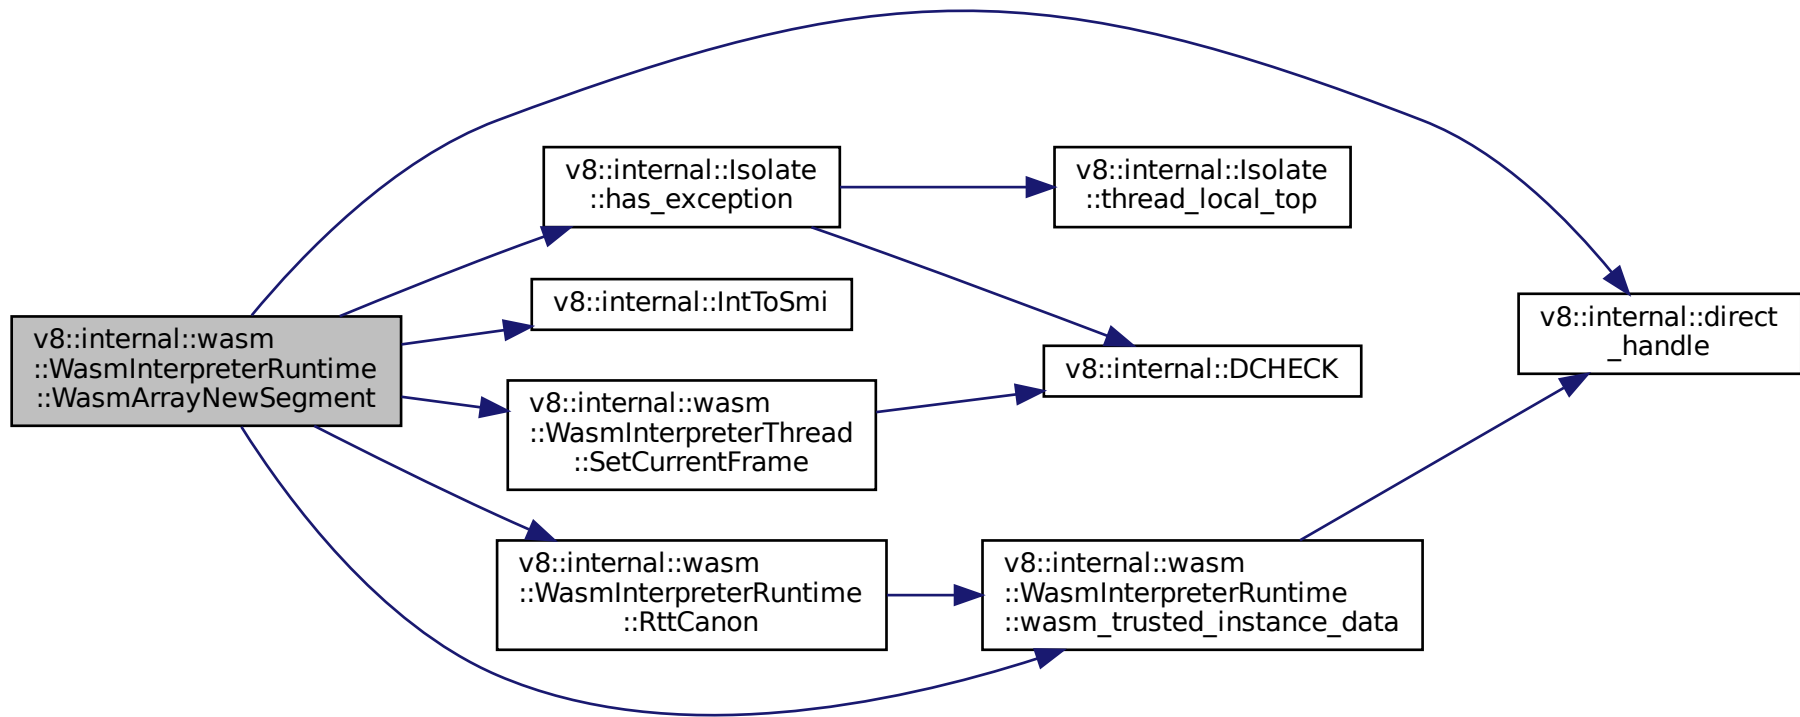 v8::internal::wasm
::WasmInterpreterRuntime
::WasmArrayNewSegment
v8::internal::Isolate
::has_exception
v8::internal::Isolate
::thread_local_top
v8::internal::IntToSmi
v8::internal::direct
_handle
v8::internal::DCHECK
v8::internal::wasm
::WasmInterpreterThread
::SetCurrentFrame
v8::internal::wasm
::WasmInterpreterRuntime
::RttCanon
v8::internal::wasm
::WasmInterpreterRuntime
::wasm_trusted_instance_data